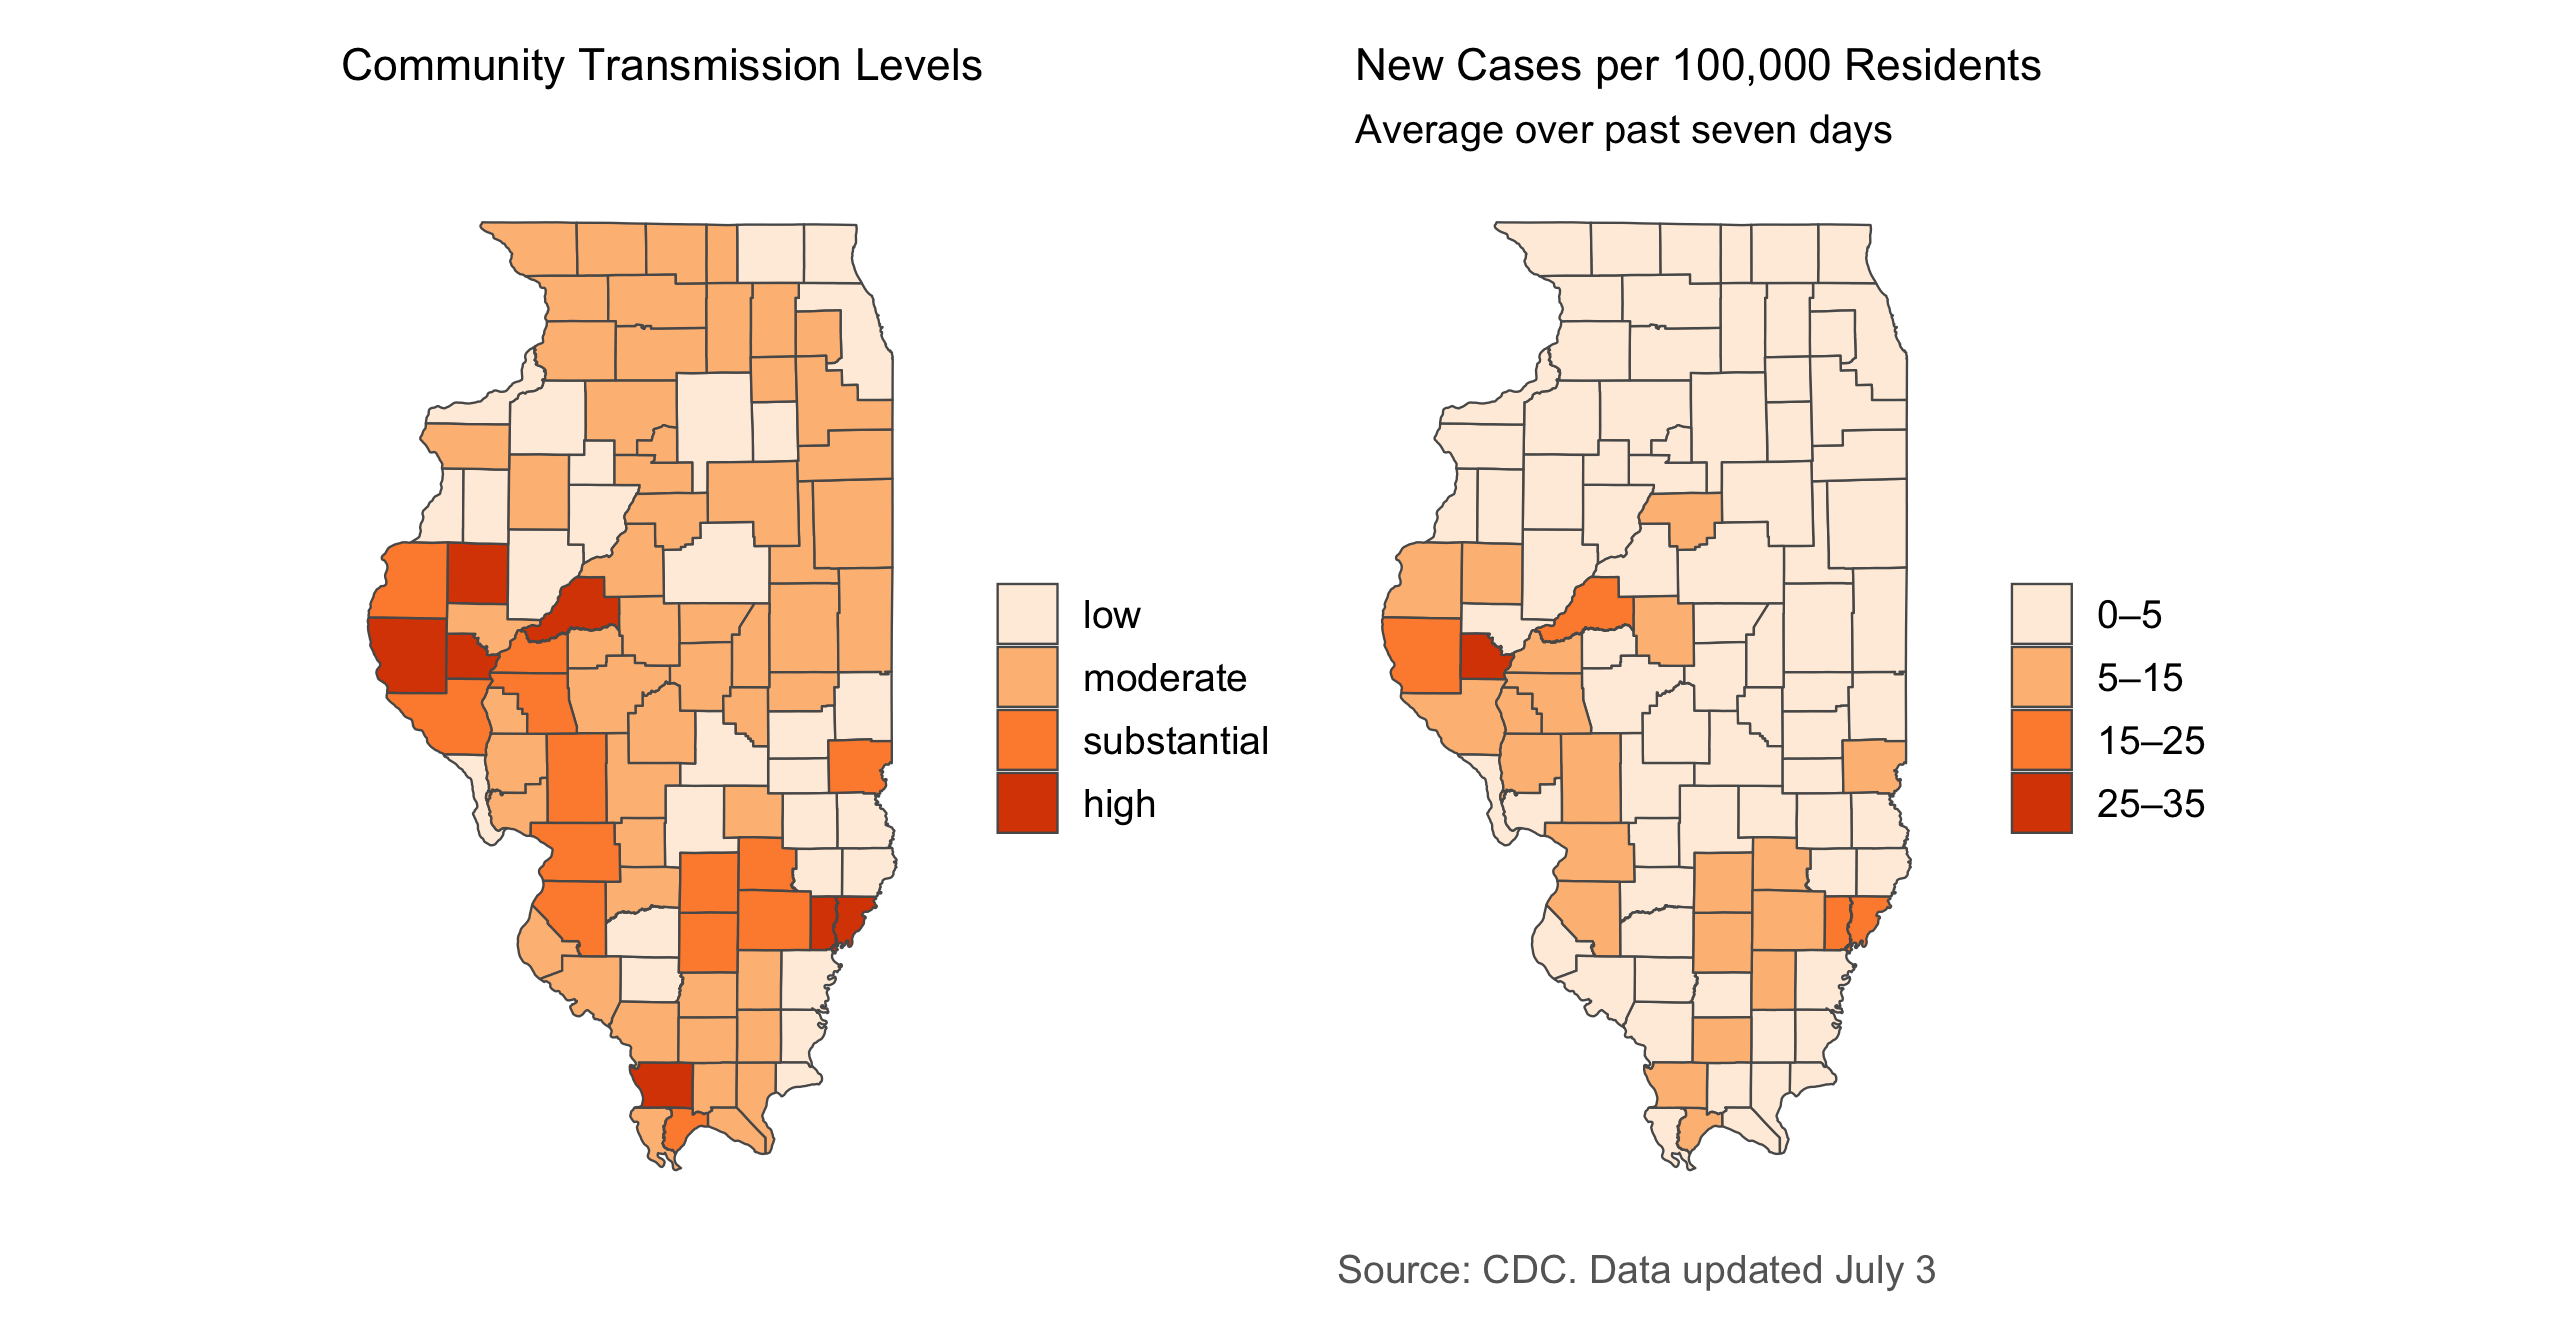 Community Transmission Levels
low
moderate
substantial
high
New Cases per 100,000 Residents
Average over past seven days
0–5
5–15
15–25
25–35
Source: CDC. Data updated July 3